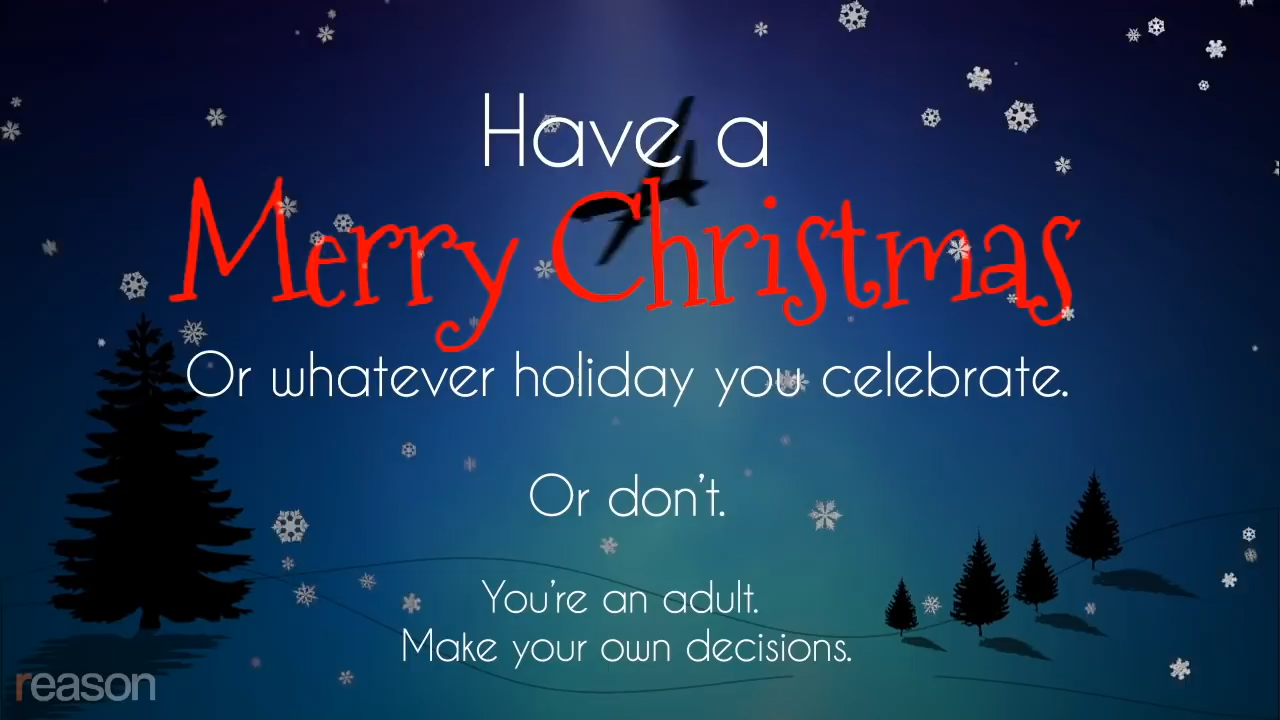 Have a
Merry Christmas
Or whatever holiday you celebrate.
Or don't.
You're an adult.
Make your own decisions.
reason